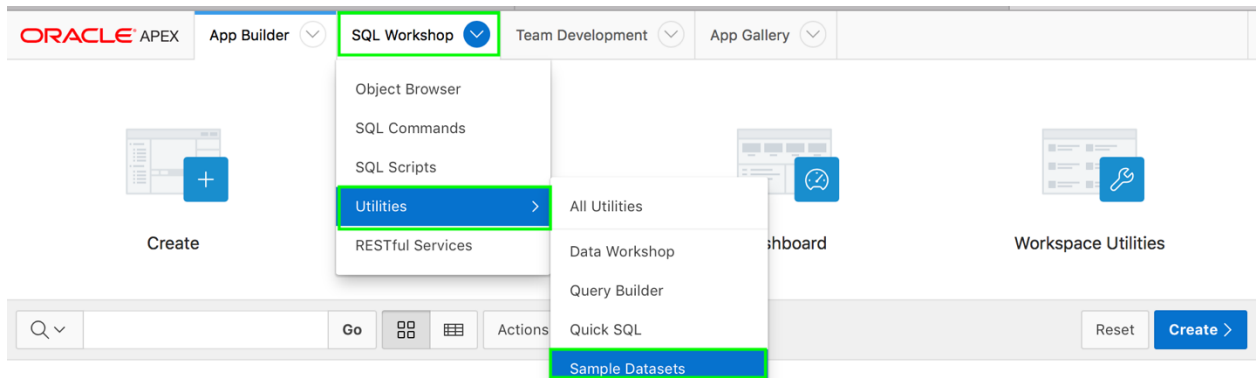 ORACLE APEX App Builder SQL Workshop Team Development App Gallery
Object Browser
SQL Commands
SQL Scripts
Utilities
RESTful Services
All Utilities
Data Workshop
Query Builder
Quick SQL
Sample Datasets
Create
shboard
Workspace Utilities
Go
Actions
Reset
Create